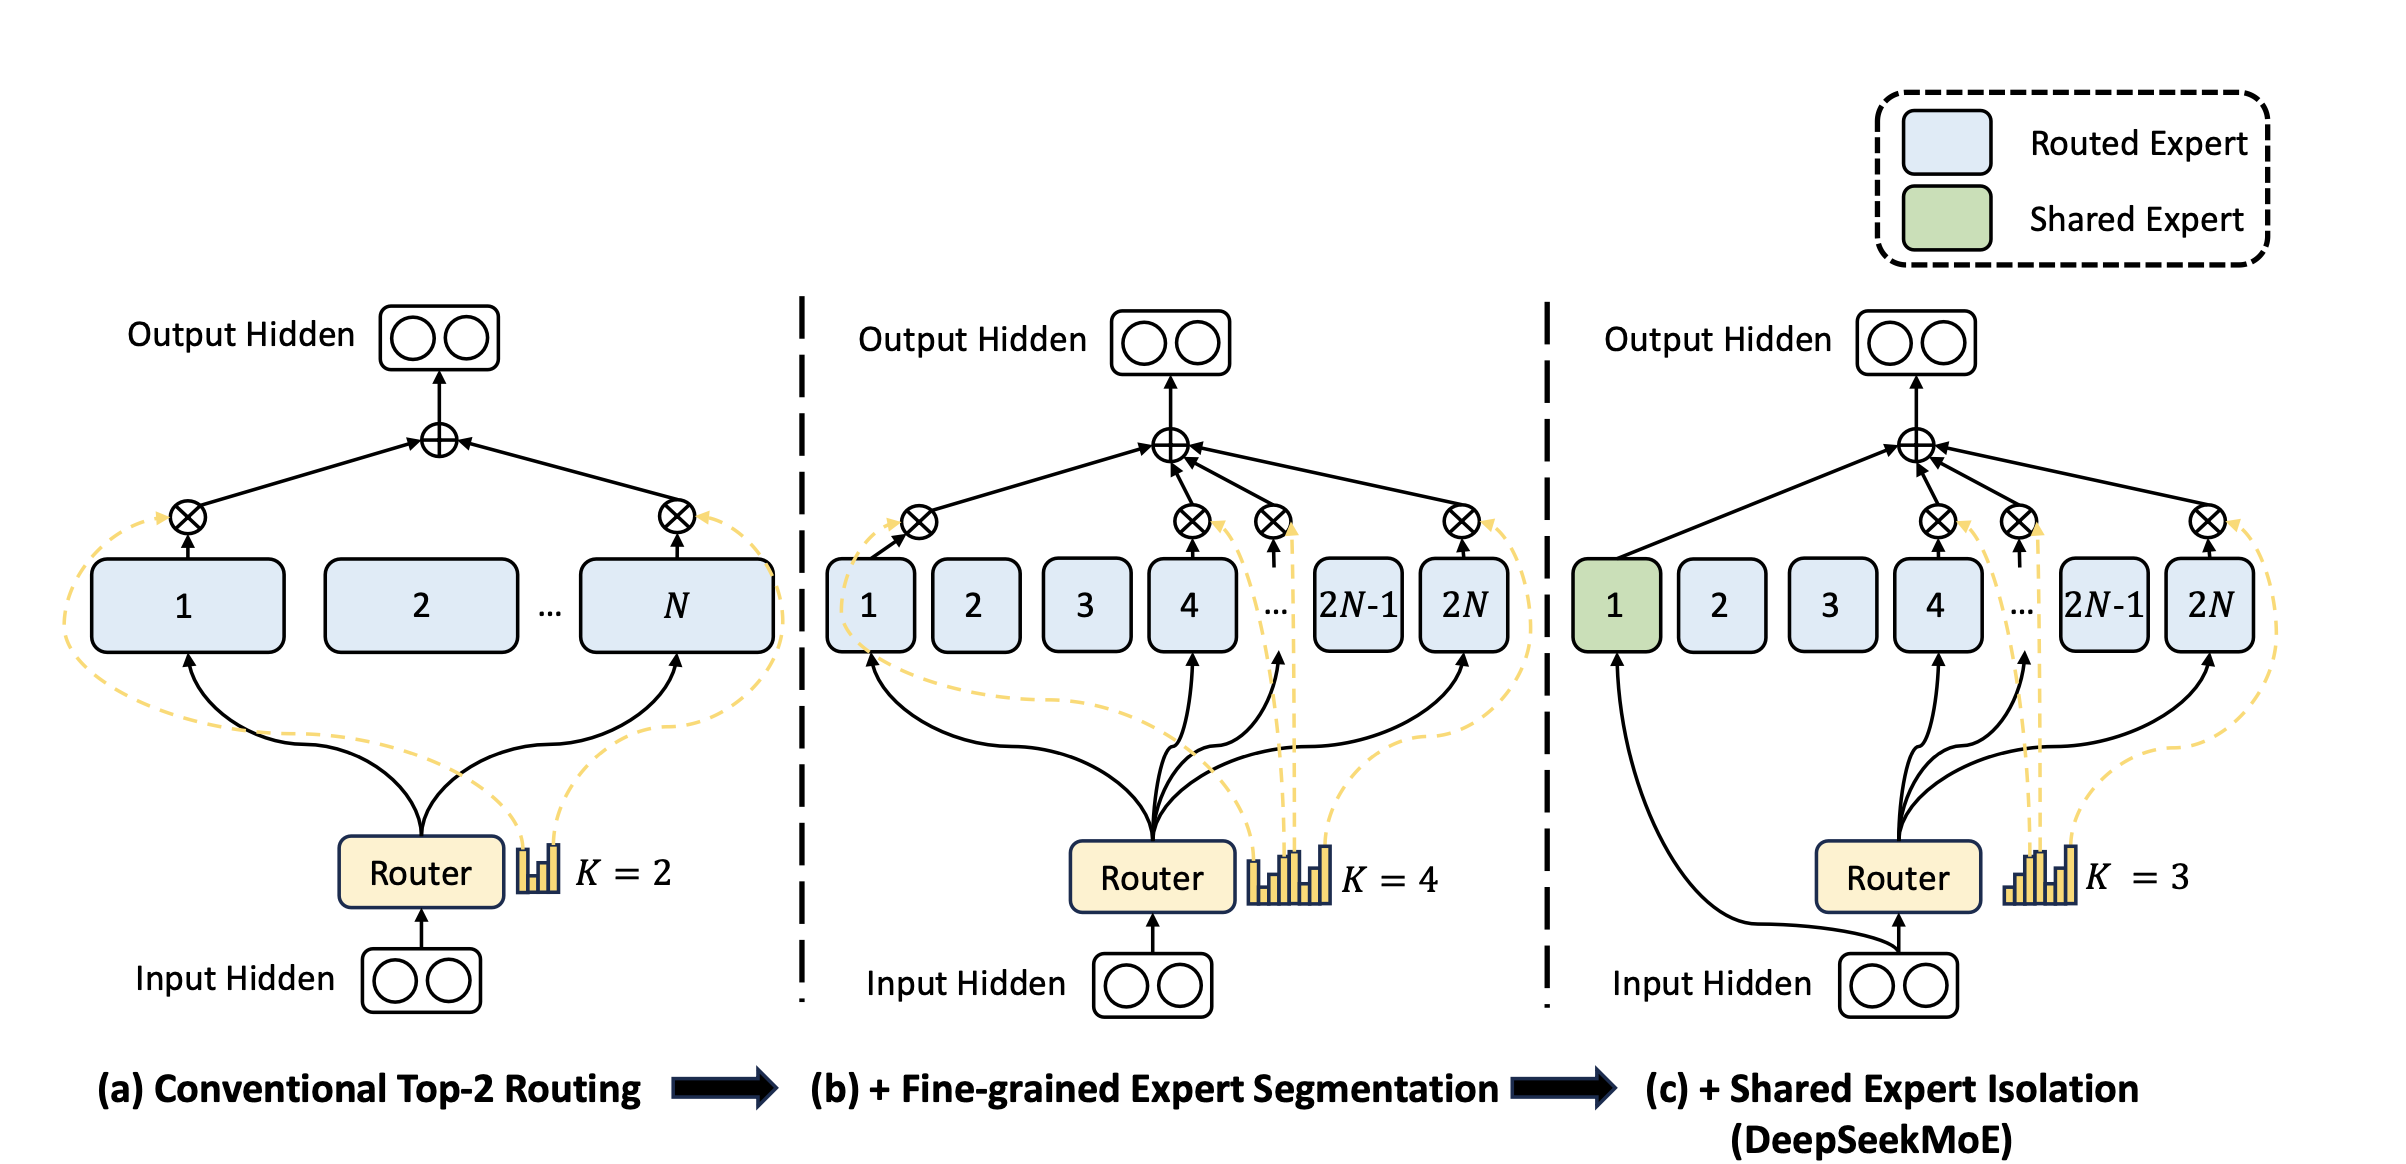 Routed Expert
Shared Expert
Output Hidden
1
2
...
N
Router
K = 2
Input Hidden
(a) Conventional Top-2 Routing
Output Hidden
1
2
3
4
...
2N-1
2N
Router
K = 4
Input Hidden
(b) + Fine-grained Expert Segmentation
Output Hidden
1
2
3
4
...
2N-1
2N
Router
K = 3
Input Hidden
(c) + Shared Expert Isolation
(DeepSeekMoE)